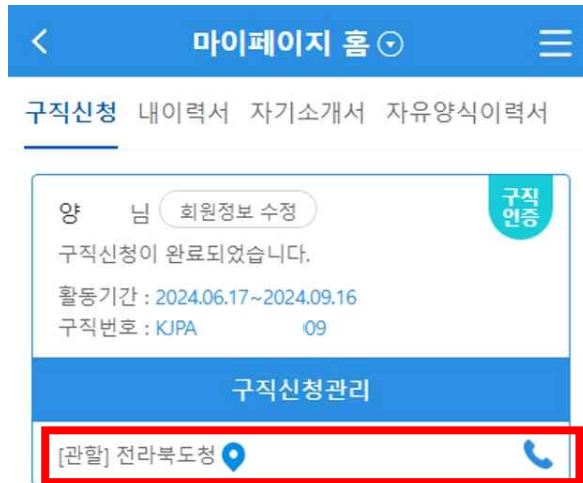 마이페이지 홈
구직신청 내이력서 자기소개서 자유양식이력서
양 님 회원정보 수정
구직
인증
구직신청이 완료되었습니다.
활동기간 : 2024.06.17~2024.09.16
구직번호 : KJPA 09
구직신청관리
[관할] 전라북도청